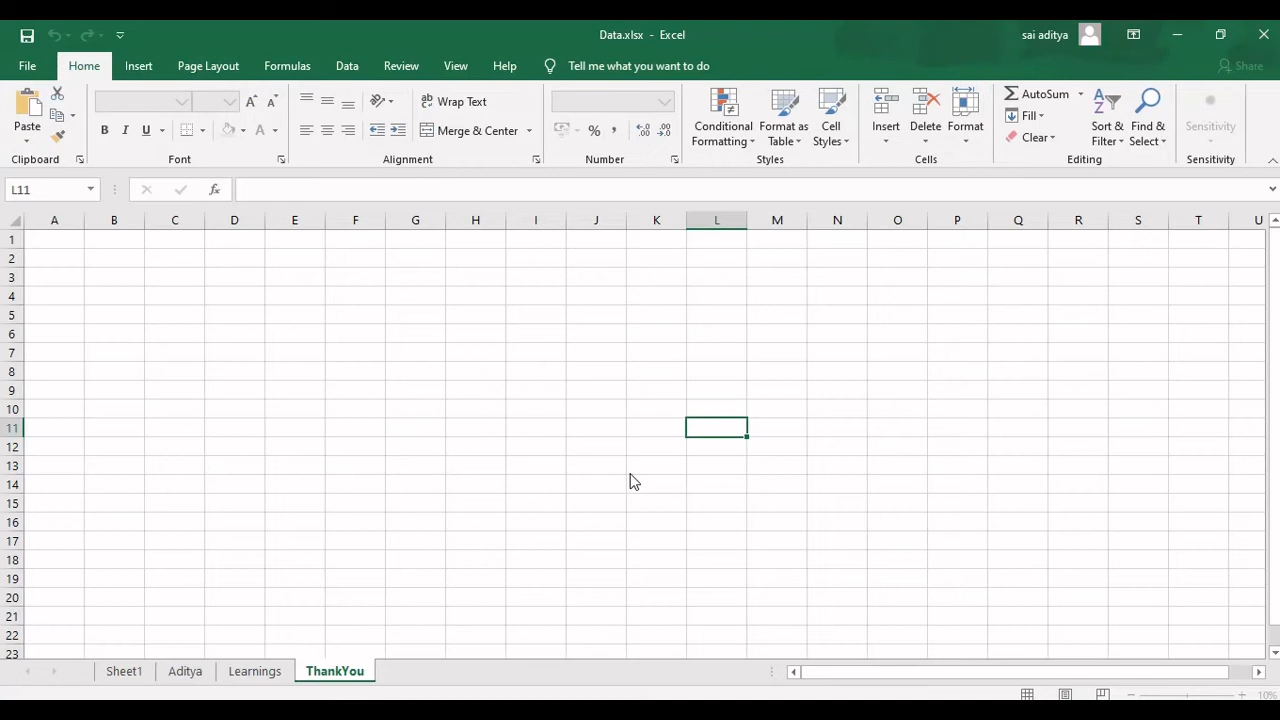 Data.xlsx - Excel
sai aditya
File Home Insert Page Layout Formulas Data Review View Help Tell me what you want to do Share
Paste
B I U
Wrap Text
Merge & Center
%
Conditional Formatting
Format as Table
Cell Styles
Insert
Delete
Format
AutoSum
Fill
Clear
Sort & Filter
Find & Select
Sensitivity
Clipboard Font Alignment Number Styles Cells Editing Sensitivity
L11 fx
A B C D E F G H I J K L M N O P Q R S T U
1
2
3
4
5
6
7
8
9
10
11
12
13
14
15
16
17
18
19
20
21
22
23
Sheet1 Aditya Learnings ThankYou
10%